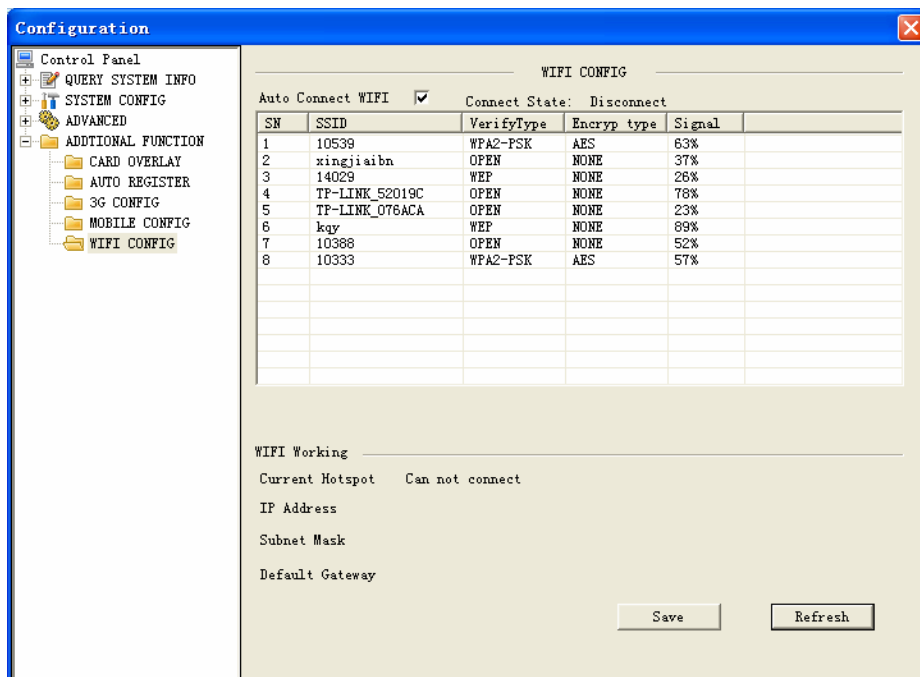 Configuration
Control Panel
QUERY SYSTEM INFO
SYSTEM CONFIG
ADVANCED
ADDTIONAL FUNCTION
CARD OVERLAY
AUTO REGISTER
3G CONFIG
MOBILE CONFIG
WIFI CONFIG
WIFI CONFIG
Auto Connect WIFI Connect State: Disconnect
SN SSID VerifyType Encryp type Signal
1 10539 WPA2-PSK AES 63%
2 xingjiaibn OPEN NONE 37%
3 14029 WEP NONE 26%
4 TP-LINK_52019C OPEN NONE 78%
5 TP-LINK_076ACA OPEN NONE 23%
6 kqy WEP NONE 89%
7 10388 OPEN NONE 52%
8 10333 WPA2-PSK AES 57%
WIFI Working
Current Hotspot Can not connect
IP Address
Subnet Mask
Default Gateway
Save Refresh